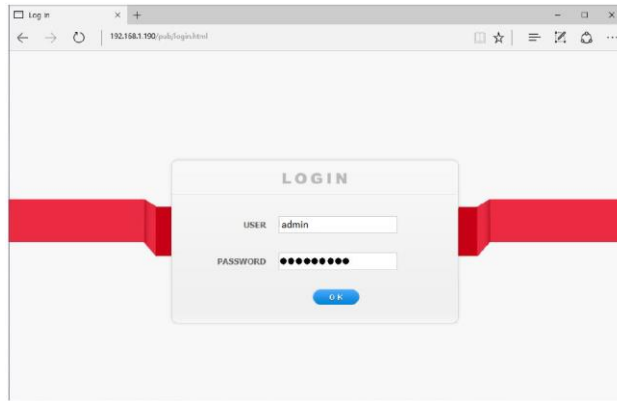 Log in
192.168.1.190/pub/login.html
LOGIN
USER admin
PASSWORD ●●●●●●●●●
OK